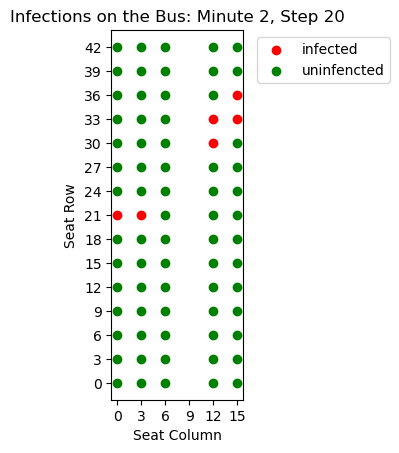 Infections on the Bus: Minute 2, Step 20
infected
uninfencted
42
39
36
33
30
27
24
21
18
15
12
9
6
3
0
Seat Row
0 3 6 9 12 15
Seat Column